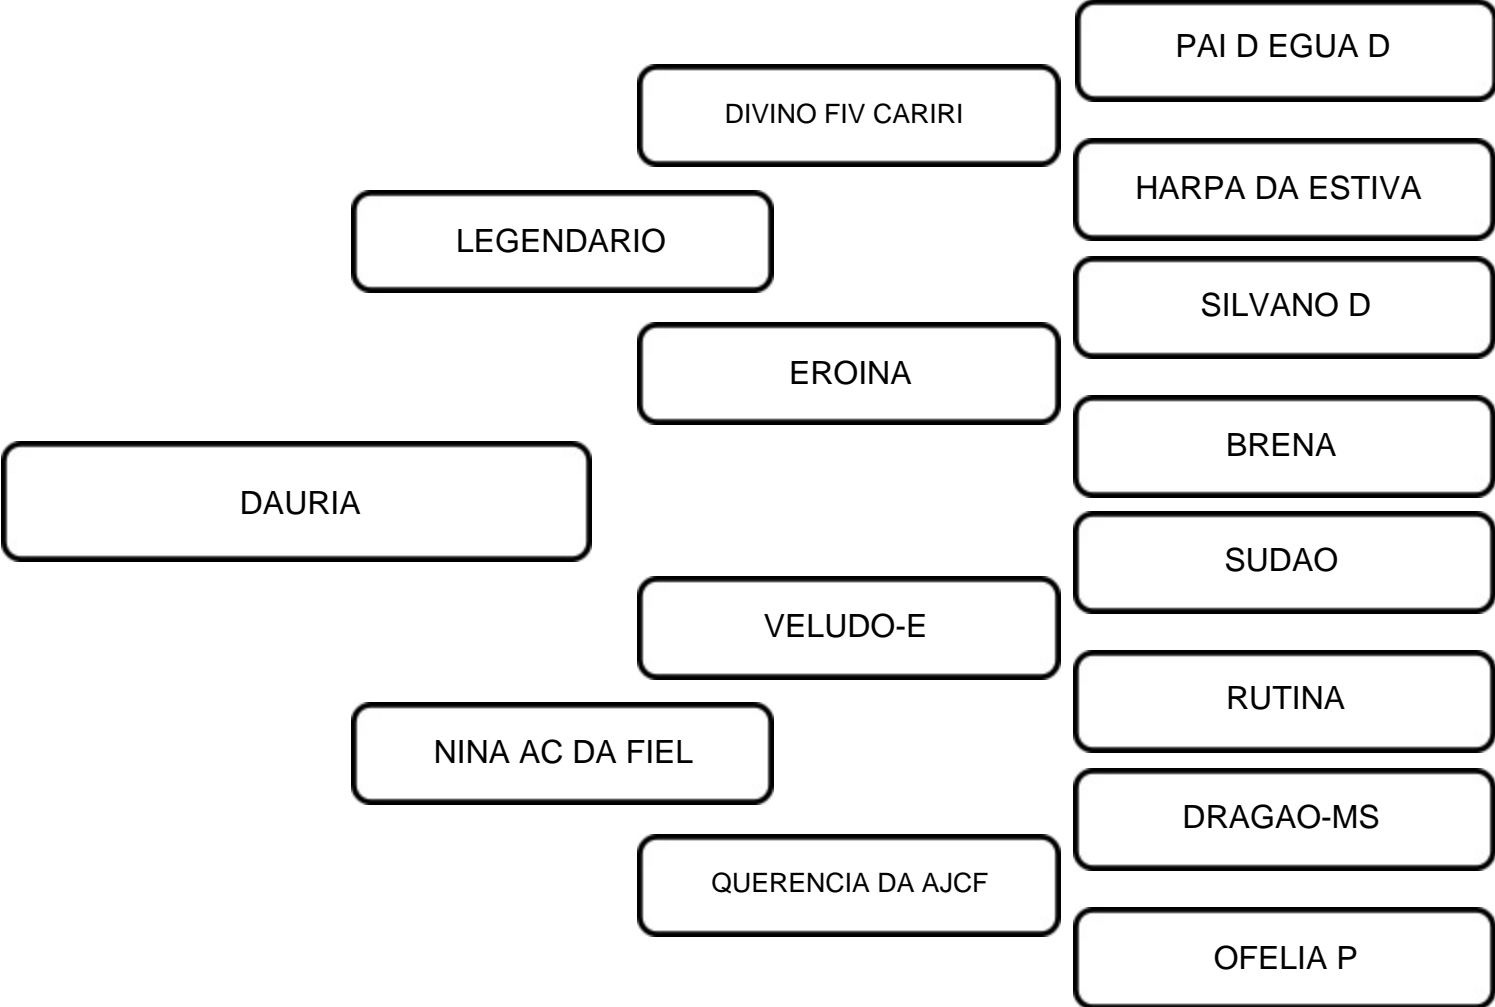 PAI D EGUA D
DIVINO FIV CARIRI
HARPA DA ESTIVA
LEGENDARIO
SILVANO D
EROINA
BRENA
DAURIA
SUDAO
VELUDO-E
RUTINA
NINA AC DA FIEL
DRAGAO-MS
QUERENCIA DA AJCF
OFELIA P